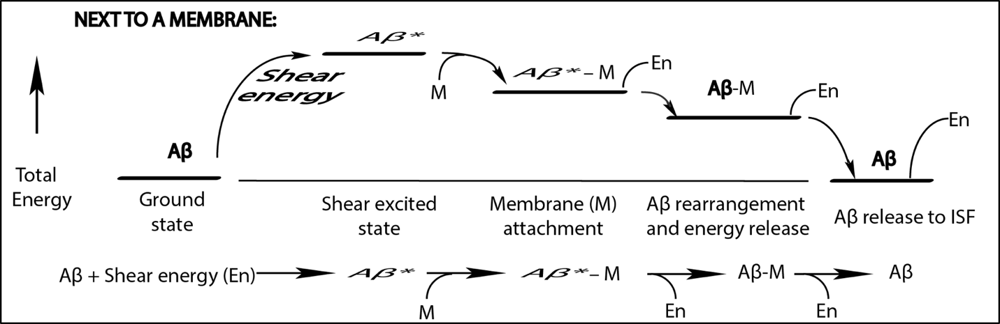 NEXT TO A MEMBRANE:
Aβ*
Shear
energy
M
Aβ*– M
En
Aβ-M
En
En
Aβ
Aβ
Total
Energy
Ground
state
Shear excited
state
Membrane (M)
attachment
Aβ rearrangement
and energy release
Aβ release to ISF
Aβ + Shear energy (En)
Aβ*
Aβ*– M
Aβ-M
Aβ
M
En
En